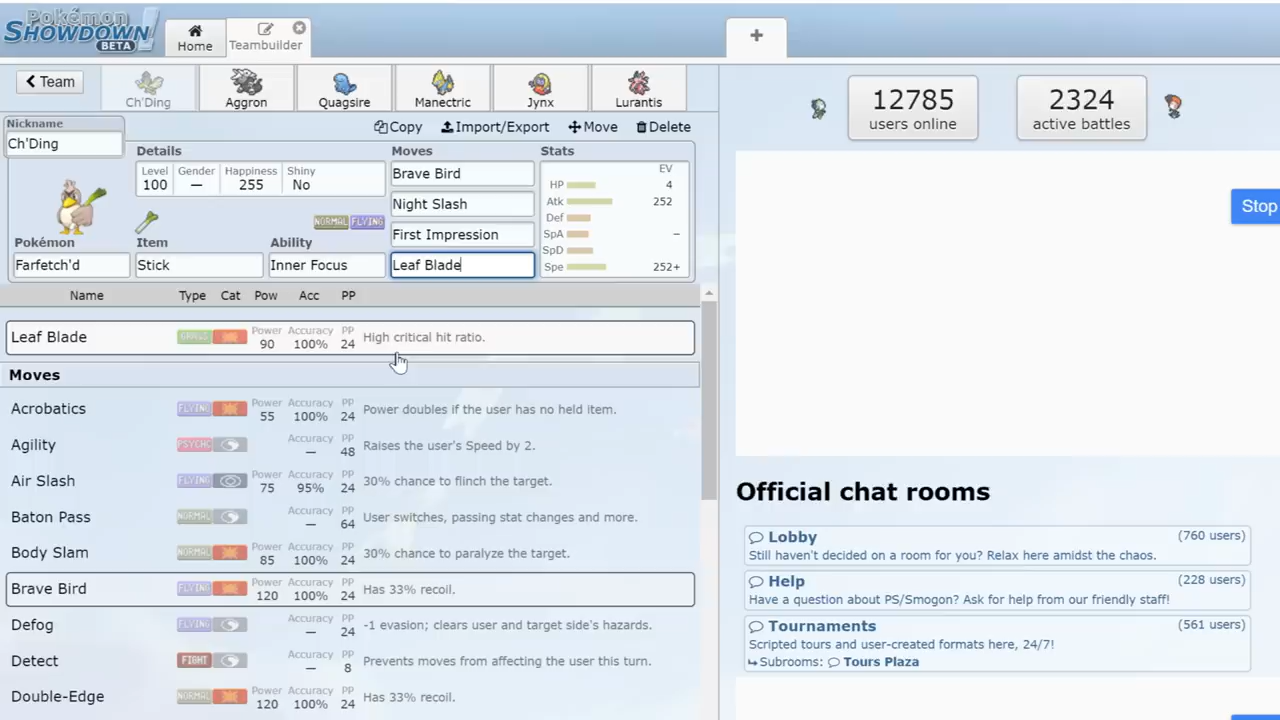 Pokémon
SHOWDOWN!
BETA
Home
Teambuilder
+
Team
Ch'Ding
Aggron
Quagsire
Manectric
Jynx
Lurantis
12785
users online
2324
active battles
Nickname
Ch'Ding
Copy
Import/Export
Move
Delete
Details
Level
100
Gender
—
Happiness
255
Shiny
No
NORMAL FLYING
Pokémon
Farfetch'd
Item
Stick
Ability
Inner Focus
Moves
Brave Bird
Night Slash
First Impression
Leaf Blade
Stats
EV
HP 4
Atk 252
Def
SpA –
SpD
Spe 252+
Stop
Name Type Cat Pow Acc PP
Leaf Blade GRASS Power 90 Accuracy 100% PP 24 High critical hit ratio.
Moves
Acrobatics FLYING Power 55 Accuracy 100% PP 24 Power doubles if the user has no held item.
Agility PSYCHC Accuracy — PP 48 Raises the user's Speed by 2.
Air Slash FLYING Power 75 Accuracy 95% PP 24 30% chance to flinch the target.
Baton Pass NORMAL Accuracy — PP 64 User switches, passing stat changes and more.
Body Slam NORMAL Power 85 Accuracy 100% PP 24 30% chance to paralyze the target.
Brave Bird FLYING Power 120 Accuracy 100% PP 24 Has 33% recoil.
Defog FLYING Accuracy — PP 24 -1 evasion; clears user and target side's hazards.
Detect FIGHT Accuracy — PP 8 Prevents moves from affecting the user this turn.
Double-Edge NORMAL Power 120 Accuracy 100% PP 24 Has 33% recoil.
Official chat rooms
Lobby (760 users)
Still haven't decided on a room for you? Relax here amidst the chaos.
Help (228 users)
Have a question about PS/Smogon? Ask for help from our friendly staff!
Tournaments (561 users)
Scripted tours and user-created formats here, 24/7!
Subrooms: Tours Plaza